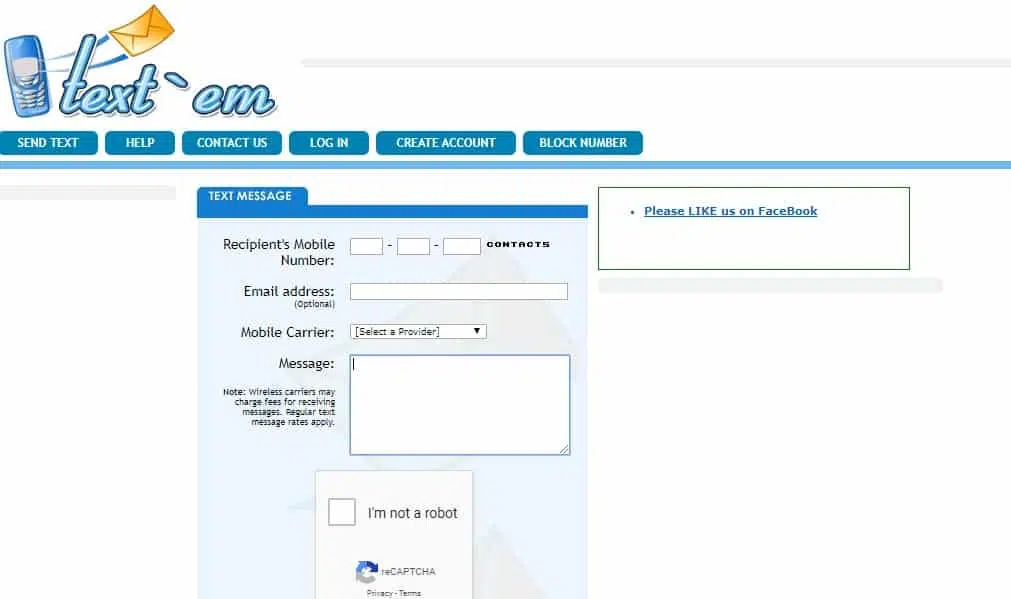 text`em
SEND TEXT
HELP
CONTACT US
LOG IN
CREATE ACCOUNT
BLOCK NUMBER
TEXT MESSAGE
Recipient's Mobile
Number:
- -
CONTACTS
Email address:
(Optional)
Mobile Carrier:
[Select a Provider]
Message:
Note: Wireless carriers may
charge fees for receiving
messages. Regular text
message rates apply.
I'm not a robot
reCAPTCHA
Privacy - Terms
• Please LIKE us on FaceBook